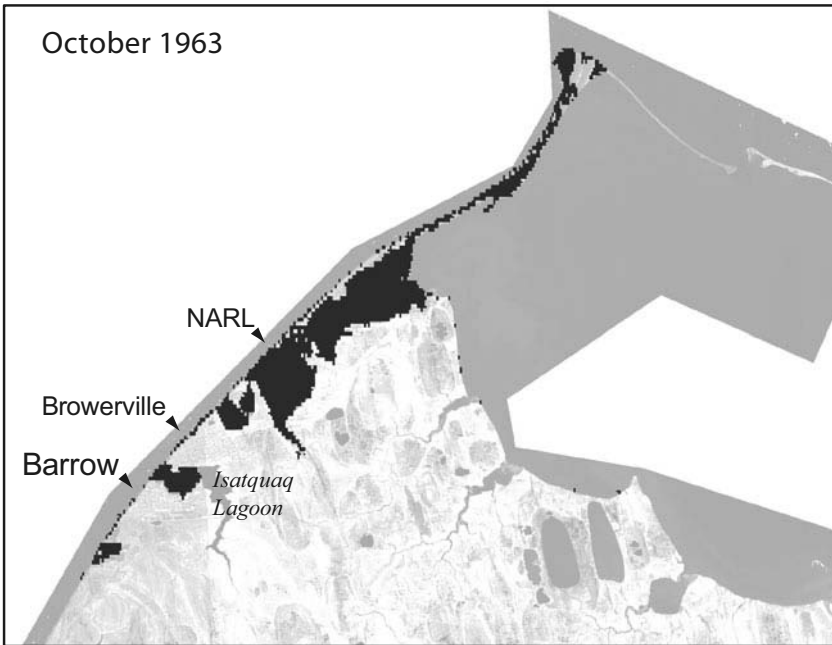 October 1963
NARL
Browerville
Barrow
Isatquaq
Lagoon